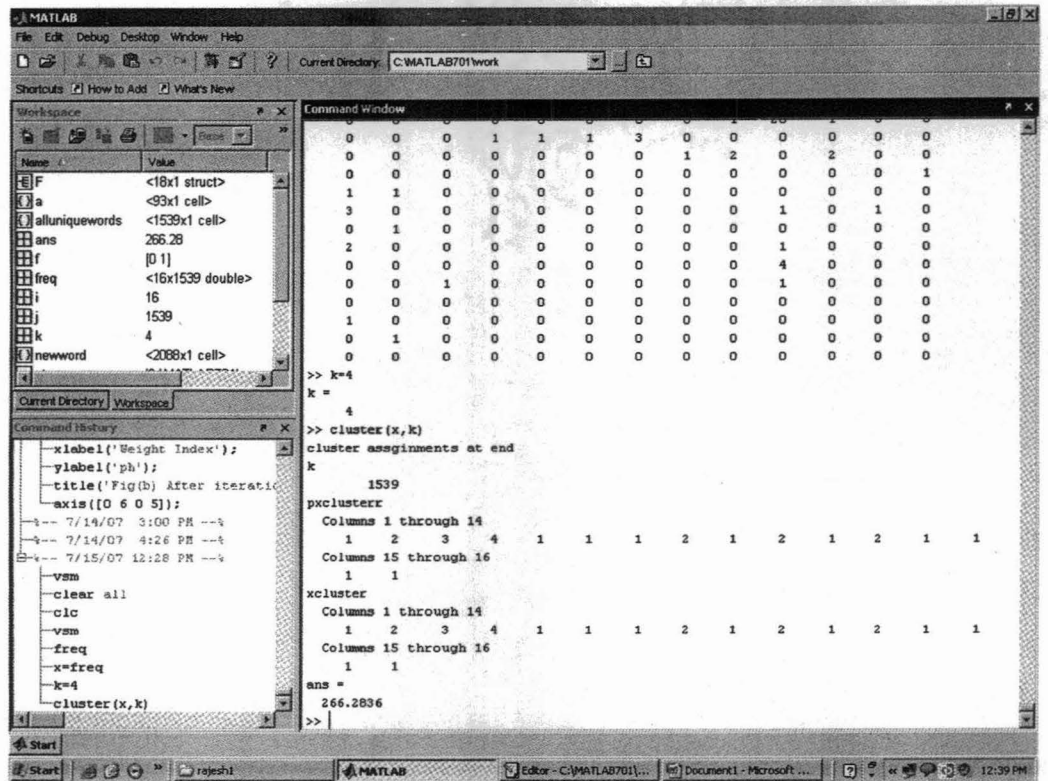 MATLAB
File Edit Debug Desktop Window Help
Current Directory: C:\MATLAB701\work
Shortcuts How to Add What's New
Workspace
Base
Name Value
F <18x1 struct>
a <93x1 cell>
alluniquewords <1539x1 cell>
ans 266.28
f [0 1]
freq <16x1539 double>
i 16
j 1539
k 4
newword <2088x1 cell>
Current Directory Workspace
Command History
xlabel('Weight Index');
ylabel('ph');
title('Fig(b) After iteratio
axis([0 6 0 5]);
%-- 7/14/07 3:00 PM --%
%-- 7/14/07 4:26 PM --%
%-- 7/15/07 12:28 PM --%
vsm
clear all
clc
vsm
freq
x=freq
k=4
cluster(x,k)
Command Window
0 0 0 1 1 1 3 0 0 0 0 0 0
0 0 0 0 0 0 0 1 2 0 2 0 0
0 0 0 0 0 0 0 0 0 0 0 0 1
1 1 0 0 0 0 0 0 0 0 0 0 0
3 0 0 0 0 0 0 0 0 1 0 1 0
0 1 0 0 0 0 0 0 0 0 0 0 0
2 0 0 0 0 0 0 0 0 1 0 0 0
0 0 0 0 0 0 0 0 0 4 0 0 0
0 0 1 0 0 0 0 0 0 1 0 0 0
0 0 0 0 0 0 0 0 0 0 0 0 0
1 0 0 0 0 0 0 0 0 0 0 0 0
0 1 0 0 0 0 0 0 0 0 0 0 0
0 0 0 0 0 0 0 0 0 0 0 0 0
>> k=4
k =
4
>> cluster(x,k)
cluster assginments at end
k
1539
pxclusterr
Columns 1 through 14
1 2 3 4 1 1 1 2 1 2 1 2 1 1
Columns 15 through 16
1 1
xcluster
Columns 1 through 14
1 2 3 4 1 1 1 2 1 2 1 2 1 1
Columns 15 through 16
1 1
ans =
266.2836
>>
Start
Start rajesh1 MATLAB Editor - C:\MATLAB701\... Document1 - Microsoft ... 12:39 PM